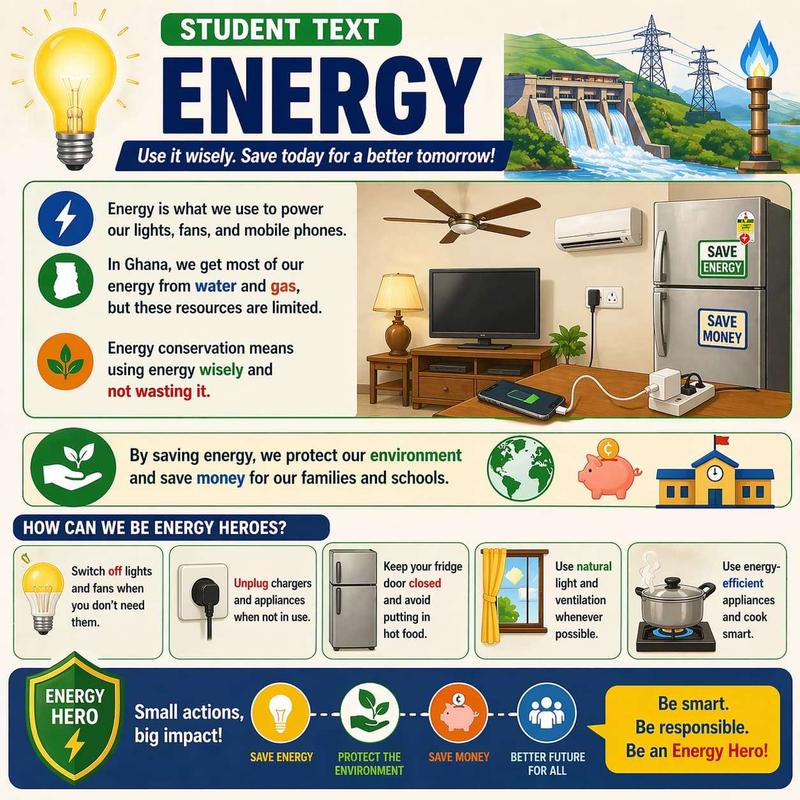 STUDENT TEXT
ENERGY
Use it wisely. Save today for a better tomorrow!
Energy is what we use to power
our lights, fans, and mobile phones.
In Ghana, we get most of our
energy from water and gas,
but these resources are limited.
Energy conservation means
using energy wisely and
not wasting it.
SAVE
ENERGY
SAVE
MONEY
By saving energy, we protect our environment
and save money for our families and schools.
HOW CAN WE BE ENERGY HEROES?
Switch off lights
and fans when
you don't need
them.
Unplug chargers
and appliances
when not in use.
Keep your fridge
door closed
and avoid
putting in
hot food.
Use natural
light and
ventilation
whenever
possible.
Use energy-
efficient
appliances
and cook
smart.
ENERGY
HERO
Small actions,
big impact!
SAVE ENERGY
PROTECT THE
ENVIRONMENT
SAVE MONEY
BETTER FUTURE
FOR ALL
Be smart.
Be responsible.
Be an Energy Hero!